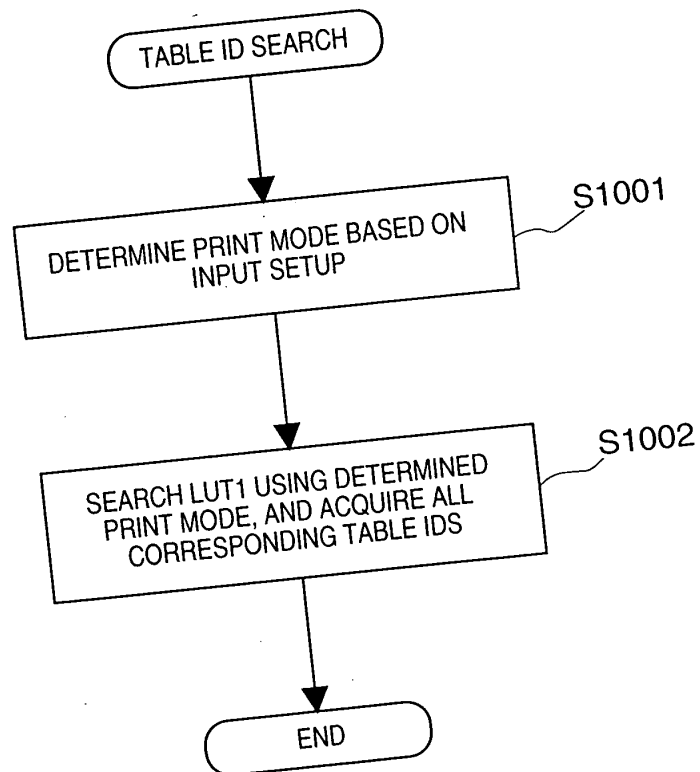 TABLE ID SEARCH
S1001
DETERMINE PRINT MODE BASED ON
INPUT SETUP
S1002
SEARCH LUT1 USING DETERMINED
PRINT MODE, AND ACQUIRE ALL
CORRESPONDING TABLE IDS
END